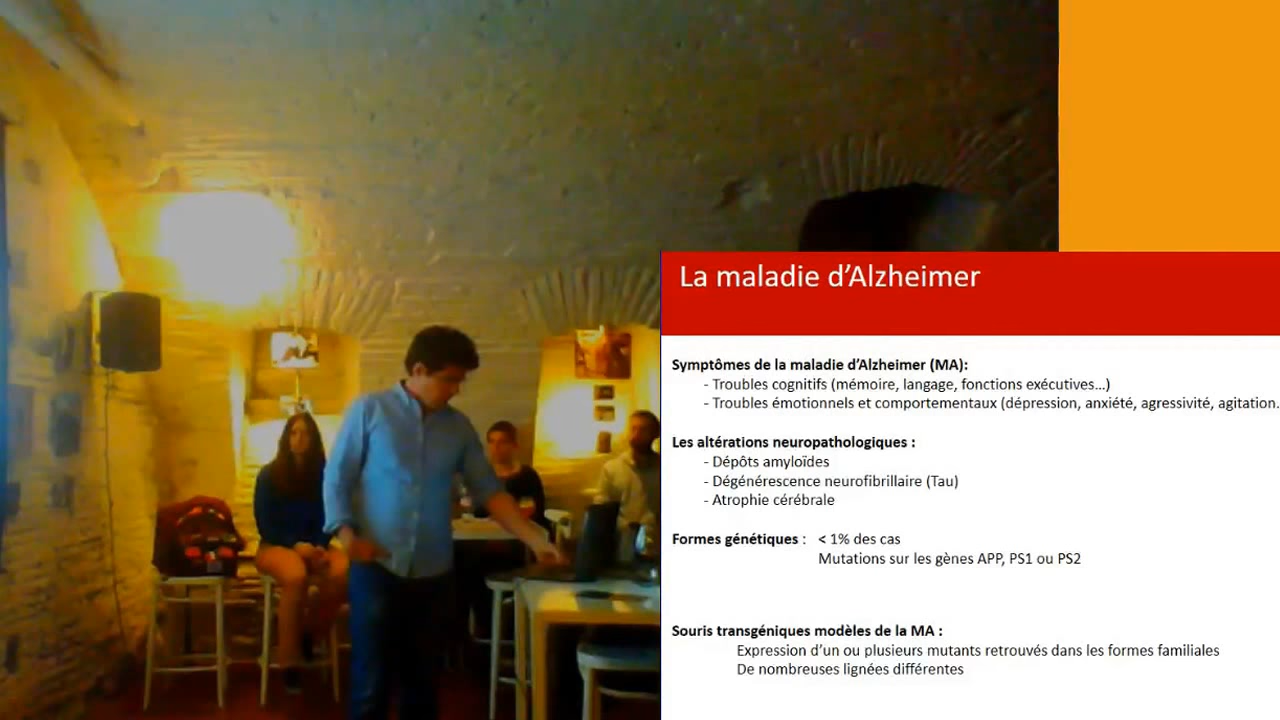 La maladie d’Alzheimer
Symptômes de la maladie d’Alzheimer (MA):
- Troubles cognitifs (mémoire, langage, fonctions exécutives…)
- Troubles émotionnels et comportementaux (dépression, anxiété, agressivité, agitation.
Les altérations neuropathologiques :
- Dépôts amyloïdes
- Dégénérescence neurofibrillaire (Tau)
- Atrophie cérébrale
Formes génétiques : < 1% des cas
Mutations sur les gènes APP, PS1 ou PS2
Souris transgéniques modèles de la MA :
Expression d’un ou plusieurs mutants retrouvés dans les formes familiales
De nombreuses lignées différentes